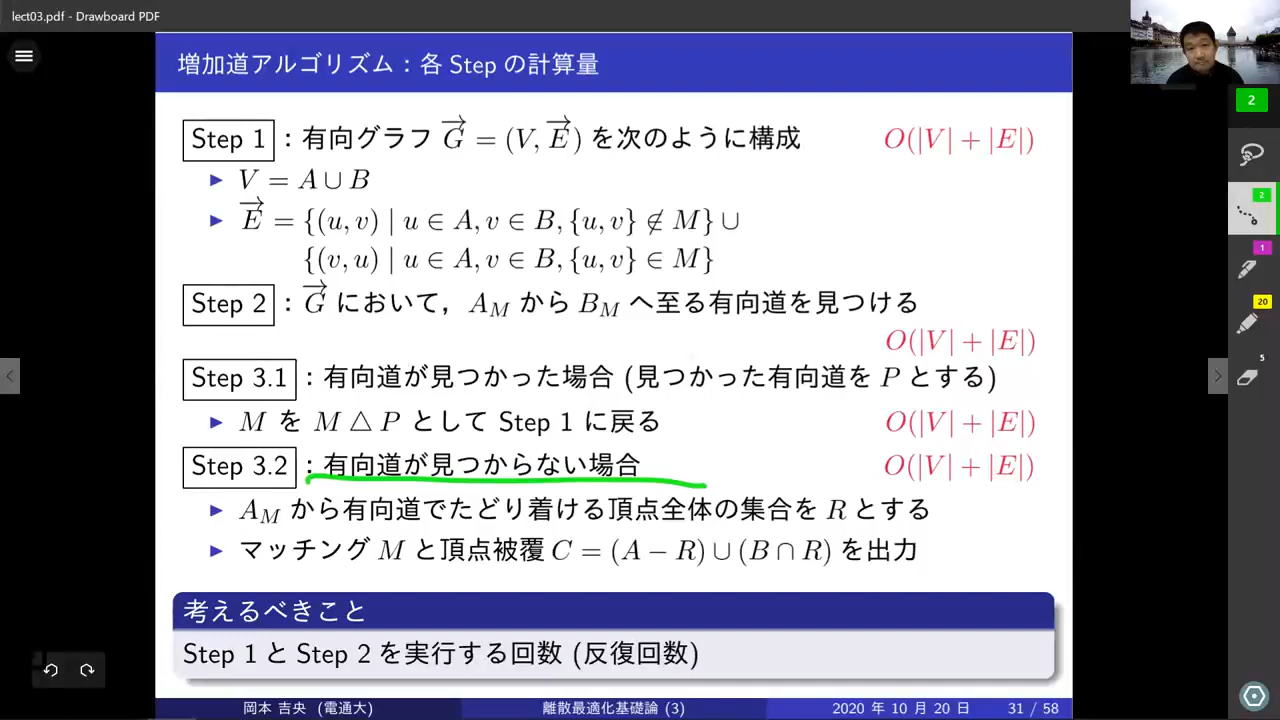 lect03.pdf - Drawboard PDF
増加道アルゴリズム：各 Step の計算量
Step 1 ：有向グラフ \overrightarrow{G} = (V, \overrightarrow{E}) を次のように構成 O(|V| + |E|)
▶ V = A ∪ B
▶ \overrightarrow{E} = {(u, v) | u ∈ A, v ∈ B, {u, v} ∉ M} ∪
{(v, u) | u ∈ A, v ∈ B, {u, v} ∈ M}
Step 2 ：\overrightarrow{G} において，A_M から B_M へ至る有向道を見つける
O(|V| + |E|)
Step 3.1 ：有向道が見つかった場合 (見つかった有向道を P とする)
▶ M を M △ P として Step 1 に戻る O(|V| + |E|)
Step 3.2 ：有向道が見つからない場合 O(|V| + |E|)
▶ A_M から有向道でたどり着ける頂点全体の集合を R とする
▶ マッチング M と頂点被覆 C = (A − R) ∪ (B ∩ R) を出力
考えるべきこと
Step 1 と Step 2 を実行する回数 (反復回数)
岡本 吉央 (電通大) 離散最適化基礎論 (3) 2020 年 10 月 20 日 31 / 58
2
2
1
20
5